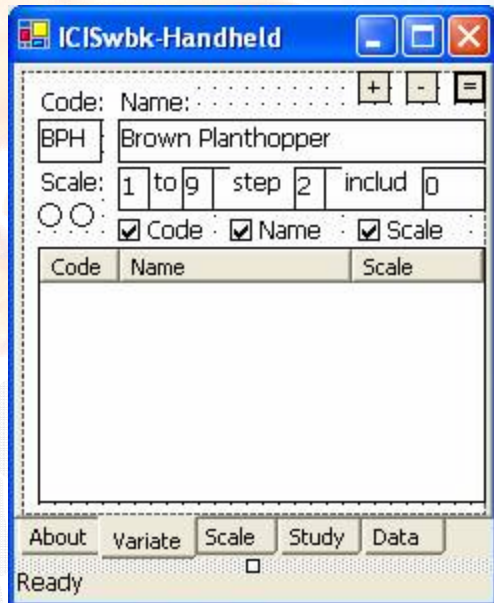 ICISwbk-Handheld
+ - =
Code: Name:
BPH Brown Planthopper
Scale: 1 to 9 step 2 includ 0
Code Name Scale
Code Name Scale
About Variate Scale Study Data
Ready